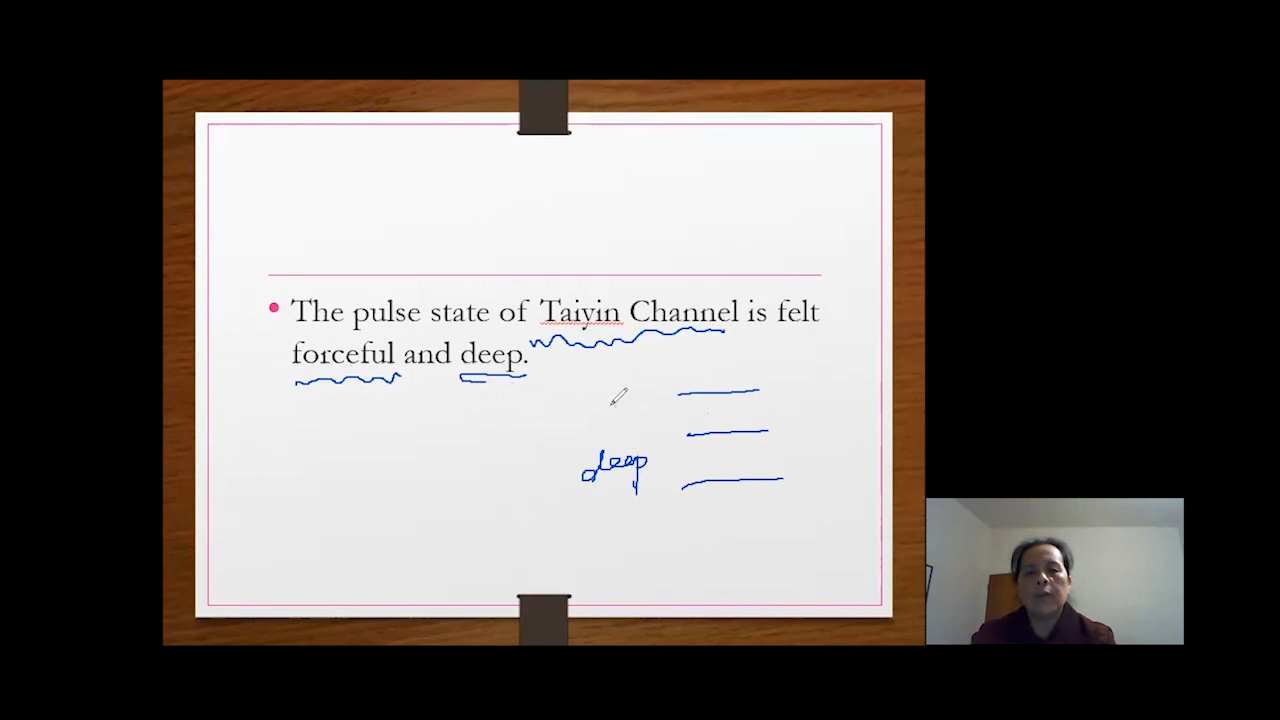 The pulse state of Taiyin Channel is felt
forceful and deep.
deep